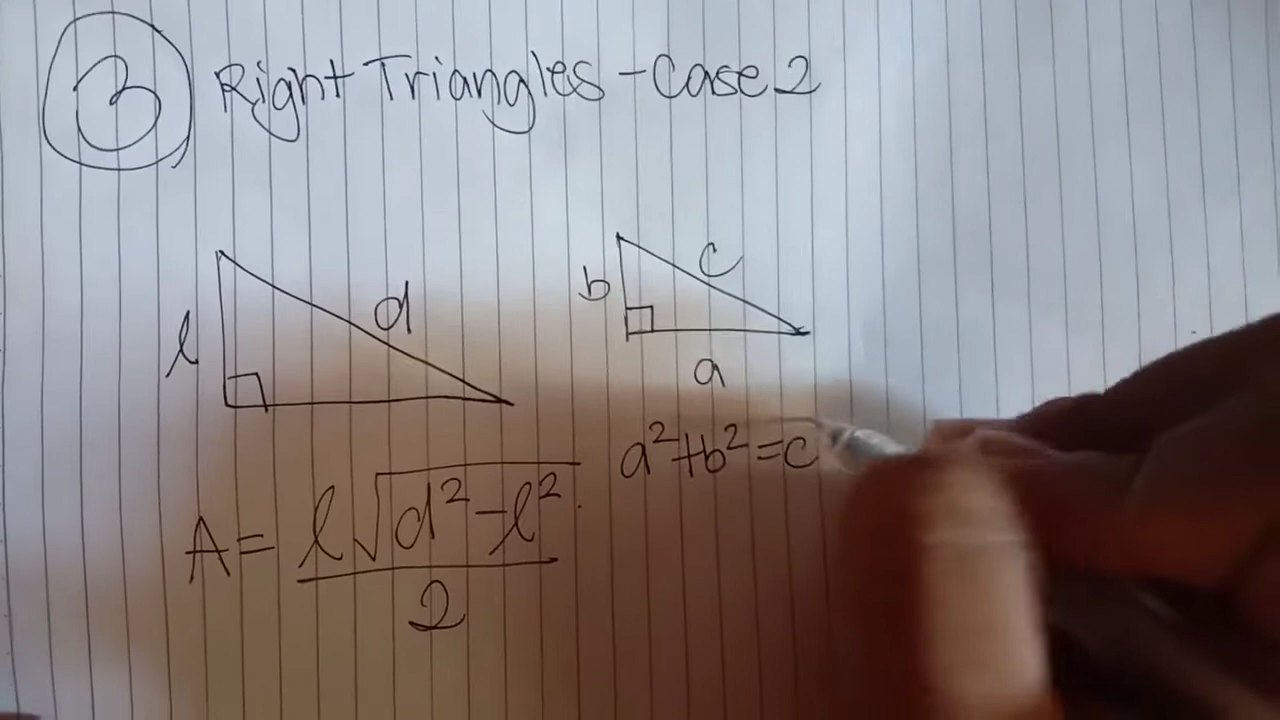 3 Right Triangles - Case 2
l d
b c
a
a²+b²=c
A = l√d²-l²
2